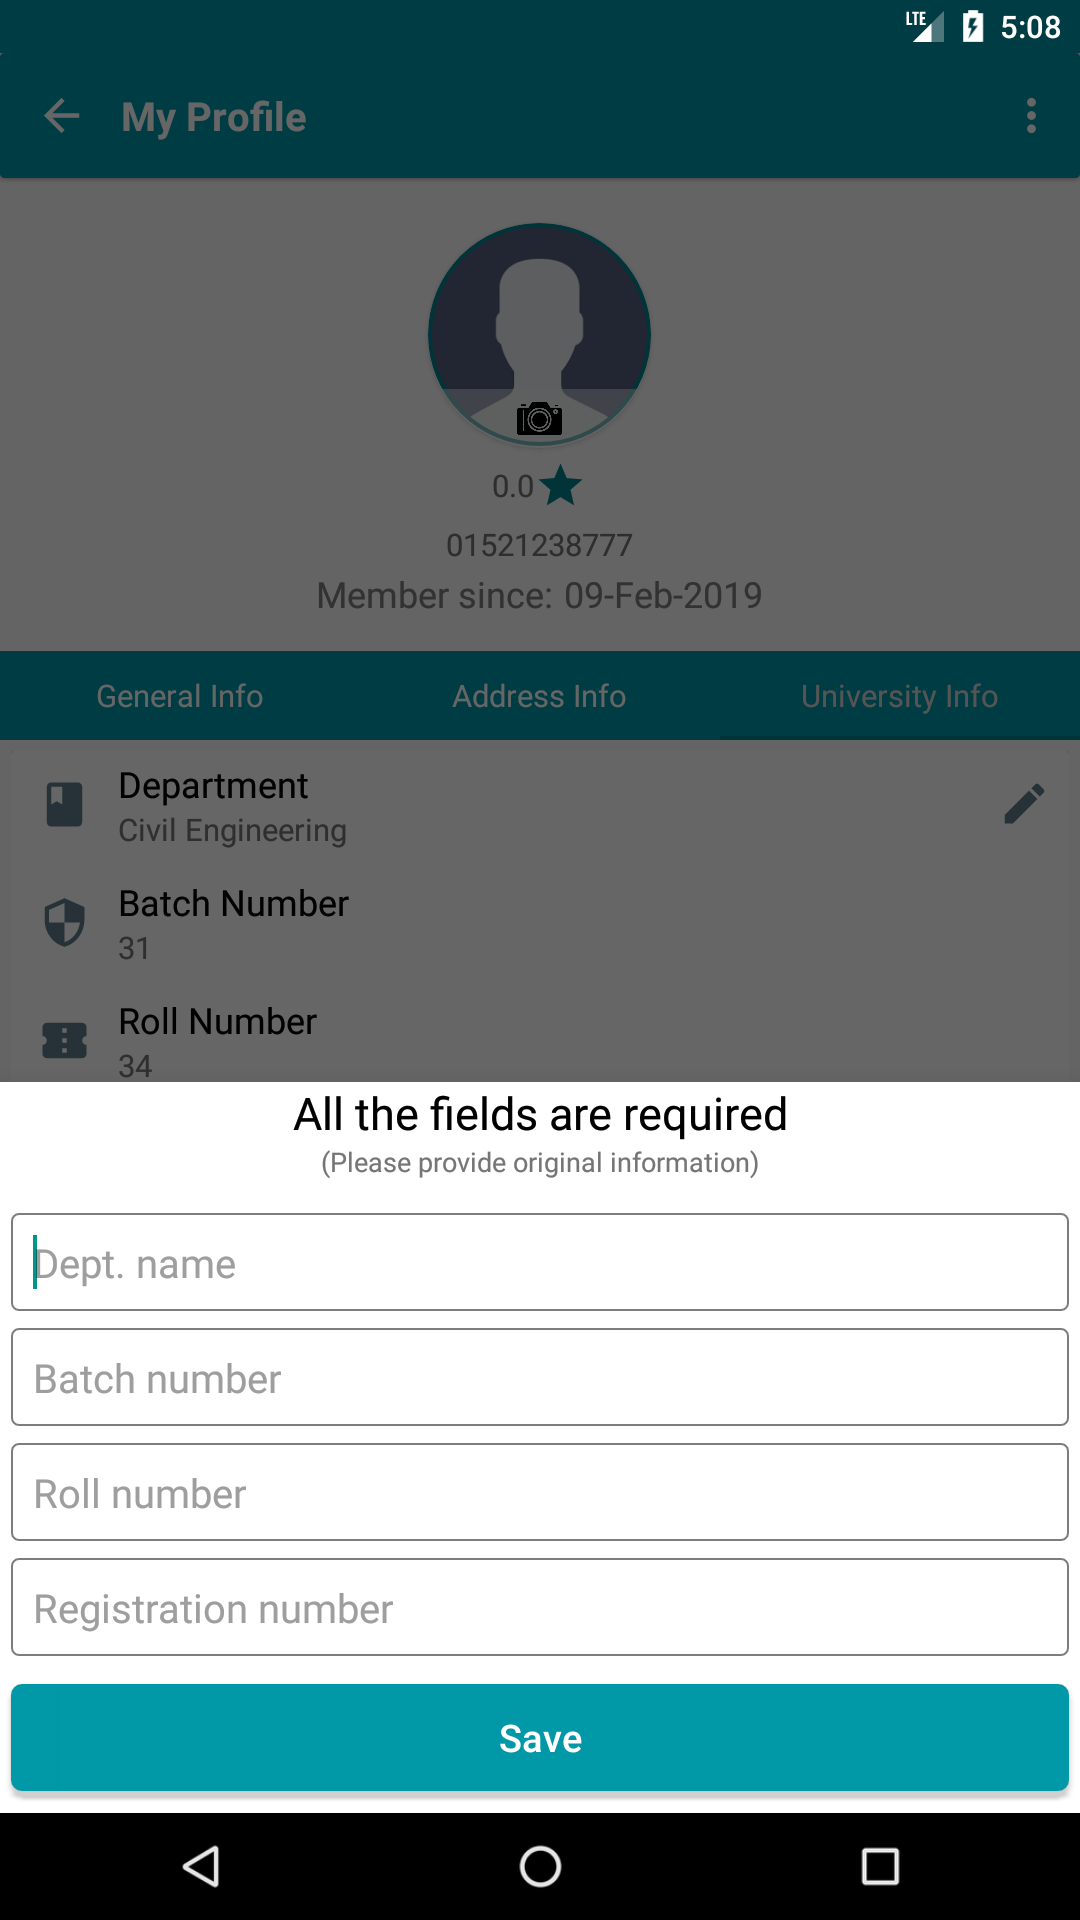 LTE 5:08
My Profile
0.0
01521238777
Member since: 09-Feb-2019
General Info Address Info University Info
Department
Civil Engineering
Batch Number
31
Roll Number
34
All the fields are required
(Please provide original information)
Dept. name
Batch number
Roll number
Registration number
Save